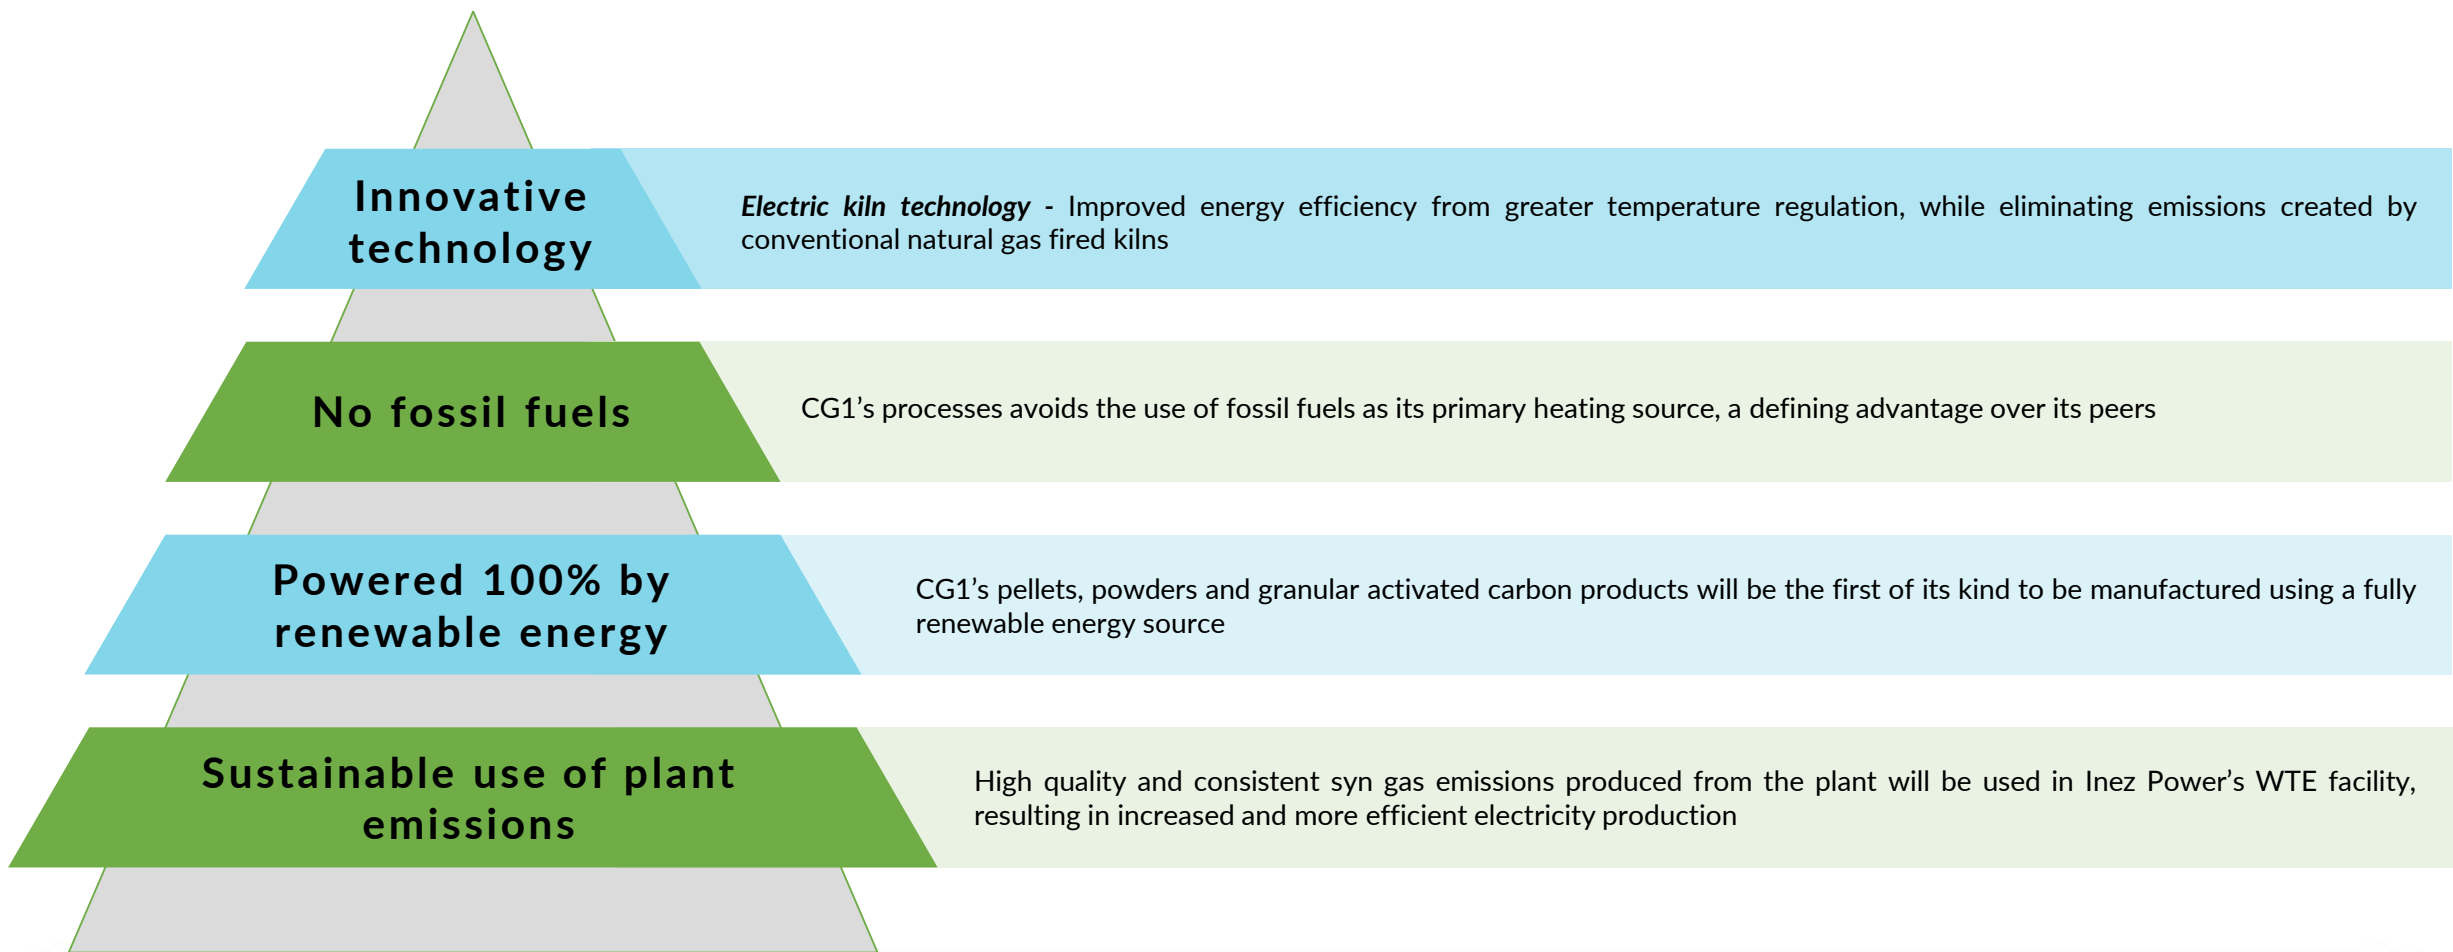 Innovative
technology
Electric kiln technology - Improved energy efficiency from greater temperature regulation, while eliminating emissions created by
conventional natural gas fired kilns
No fossil fuels
CG1’s processes avoids the use of fossil fuels as its primary heating source, a defining advantage over its peers
Powered 100% by
renewable energy
CG1’s pellets, powders and granular activated carbon products will be the first of its kind to be manufactured using a fully
renewable energy source
Sustainable use of plant
emissions
High quality and consistent syn gas emissions produced from the plant will be used in Inez Power’s WTE facility,
resulting in increased and more efficient electricity production